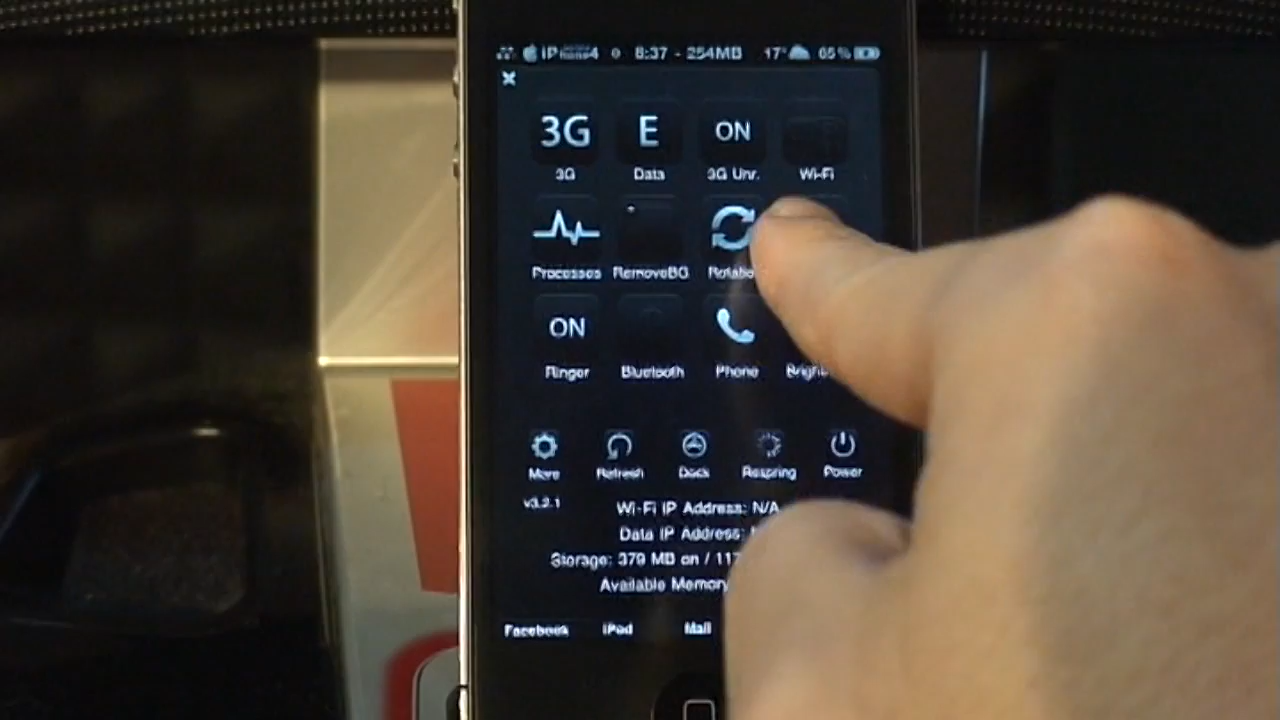 iPhone4 8:37 - 254MB 17° 65%
3G E ON
3G Data 3G Unr. Wi-Fi
Processes RemoveBG
ON
Ringer Bluetooth Phone
More Refresh Dock Respring Power
v3.2.1
Wi-Fi IP Address: N/A
Data IP Address:
Storage: 379 MB on /
Available Memory
Facebook iPod Mail